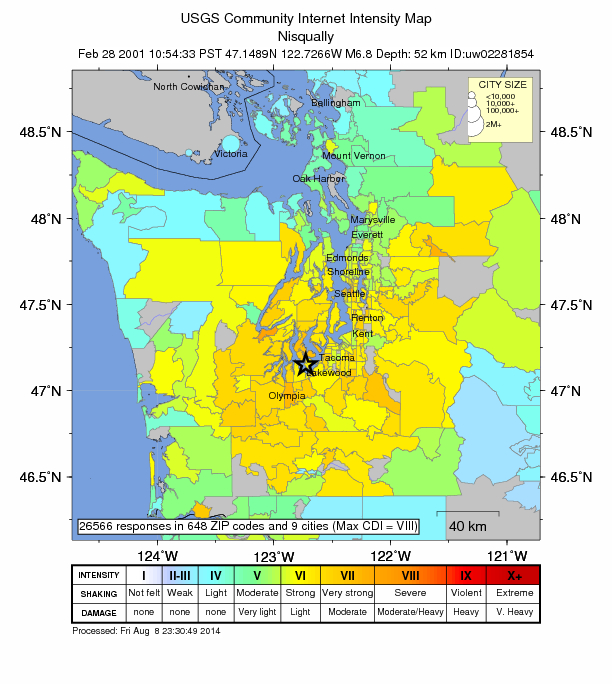 USGS Community Internet Intensity Map
Nisqually
Feb 28 2001 10:54:33 PST 47.1489N 122.7266W M6.8 Depth: 52 km ID:uw02281854
CITY SIZE
<10,000
10,000+
100,000+
2M+
North Cowichan
Bellingham
48.5°N
48.5°N
Victoria
Mount Vernon
Oak Harbor
48°N
48°N
Marysville
Everett
Edmonds
Shoreline
Seattle
47.5°N
47.5°N
Renton
Kent
Tacoma
Lakewood
47°N
47°N
Olympia
46.5°N
46.5°N
26566 responses in 648 ZIP codes and 9 cities (Max CDI = VIII)
40 km
124°W 123°W 122°W 121°W
INTENSITY I II-III IV V VI VII VIII IX X+
SHAKING Not felt Weak Light Moderate Strong Very strong Severe Violent Extreme
DAMAGE none none none Very light Light Moderate Moderate/Heavy Heavy V. Heavy
Processed: Fri Aug 8 23:30:49 2014